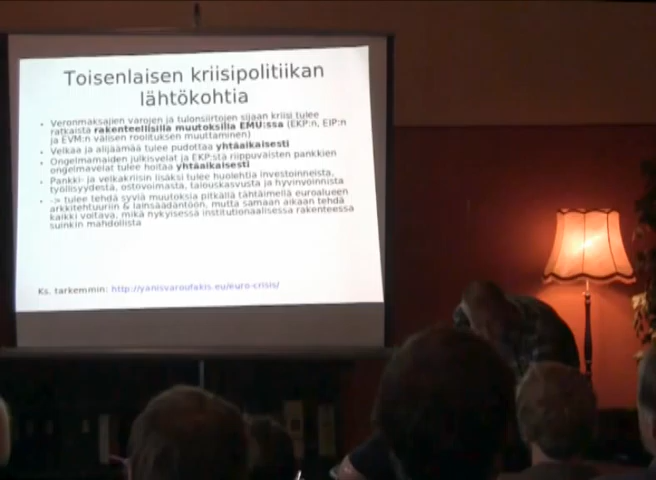 Toisenlaisen kriisipolitiikan
lähtökohtia
• Veronmaksajien varojen ja tulonsiirtojen sijaan kriisi tulee
ratkaista rakenteellisilla muutoksilla EMU:ssa (EKP:n, EIP:n
ja EVM:n välisen roolituksen muuttaminen)
• Velkaa ja alijäämää tulee pudottaa yhtäaikaisesti
• Ongelmamaiden julkisvelat ja EKP:stä riippuvaisten pankkien
ongelmavelat tulee hoitaa yhtäaikaisesti
• Pankki- ja velkakriisin lisäksi tulee huolehtia investoinneista,
työllisyydestä, ostovoimasta, talouskasvusta ja hyvinvoinnista
• -> tulee tehdä syviä muutoksia pitkällä tähtäimellä euroalueen
arkkitehtuuriin & lainsäädäntöön, mutta samaan aikaan tehdä
kaikki voitava, mikä nykyisessä institutionaalisessa rakenteessa
suinkin mahdollista
Ks. tarkemmin: http://yanisvaroufakis.eu/euro-crisis/